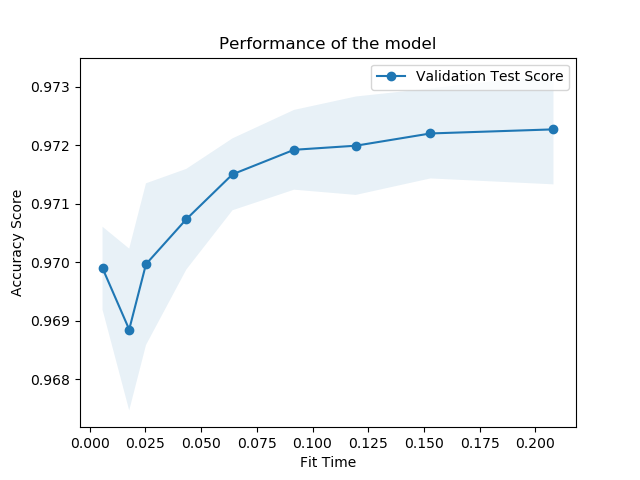 Performance of the model
Validation Test Score
0.973
0.972
0.971
0.970
0.969
0.968
Accuracy Score
0.000 0.025 0.050 0.075 0.100 0.125 0.150 0.175 0.200
Fit Time